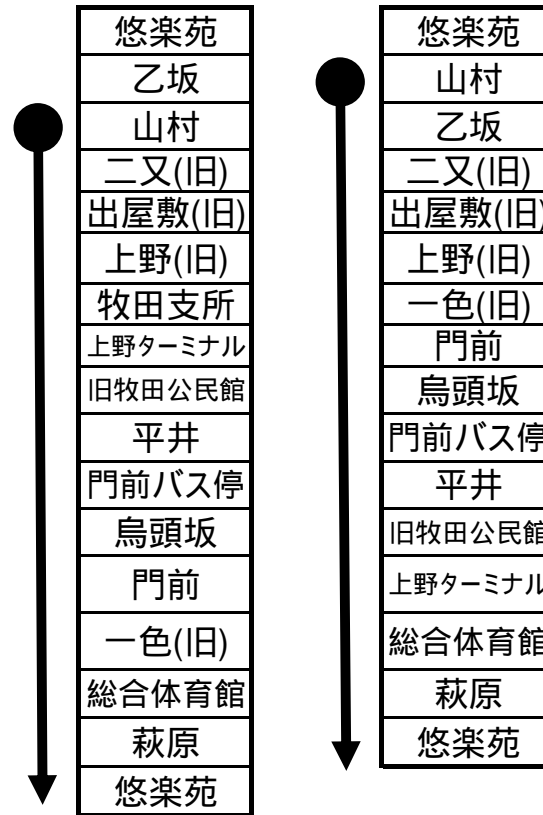 悠楽苑
乙坂
山村
二又(旧)
出屋敷(旧)
上野(旧)
牧田支所
上野ターミナル
旧牧田公民館
平井
門前バス停
烏頭坂
門前
一色(旧)
総合体育館
萩原
悠楽苑
悠楽苑
山村
乙坂
二又(旧)
出屋敷(旧)
上野(旧)
一色(旧)
門前
烏頭坂
門前バス停
平井
旧牧田公民館
上野ターミナル
総合体育館
萩原
悠楽苑